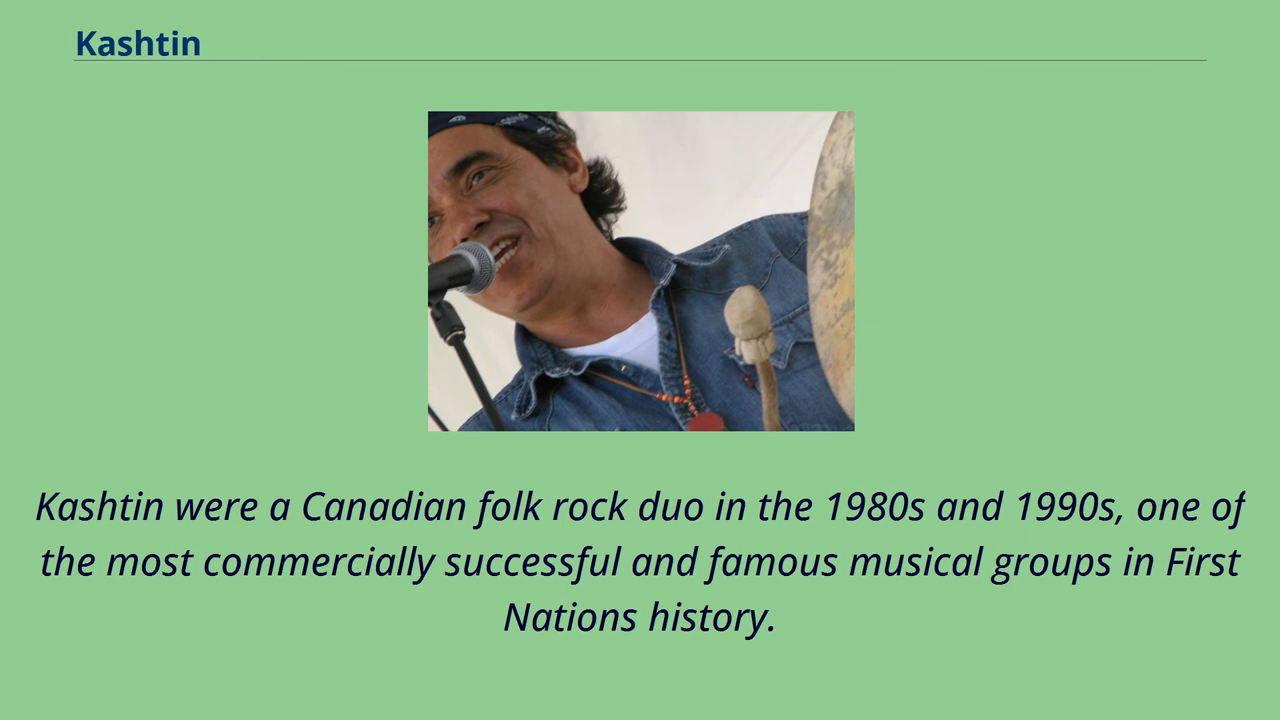 Kashtin
Kashtin were a Canadian folk rock duo in the 1980s and 1990s, one of
the most commercially successful and famous musical groups in First
Nations history.